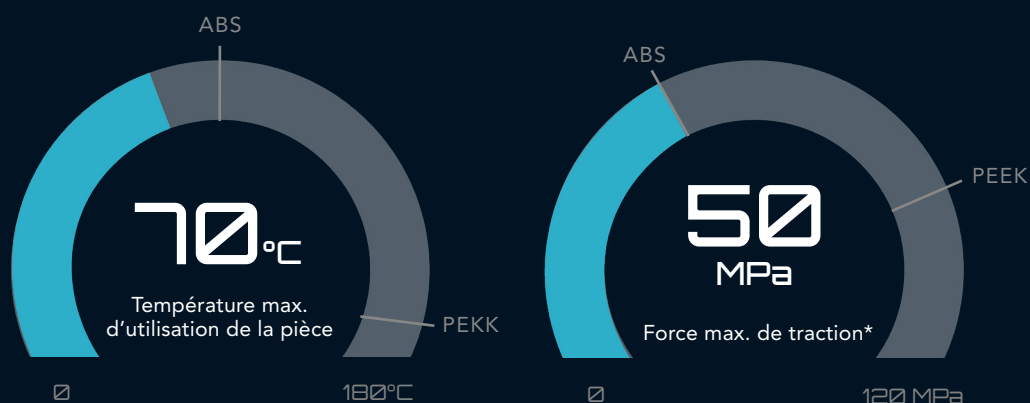 ABS
70°C
Température max.
d'utilisation de la pièce
PEKK
0
180°C
ABS
PEEK
50
MPa
Force max. de traction*
0
120 MPa